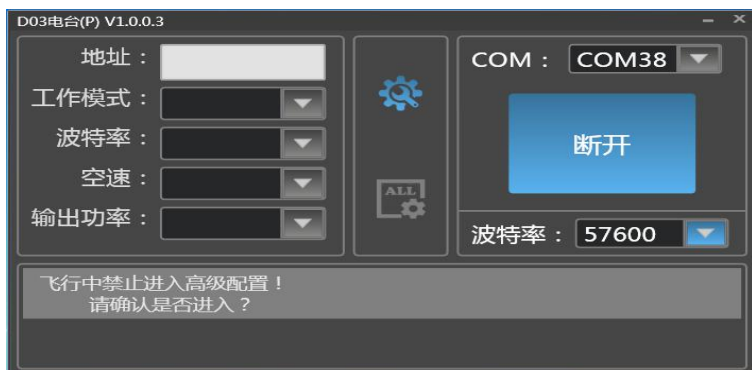 D03电台(P) V1.0.0.3
地址：
工作模式：
波特率：
空速：
输出功率：
ALL
COM： COM38
断开
波特率： 57600
飞行中禁止进入高级配置！
请确认是否进入？